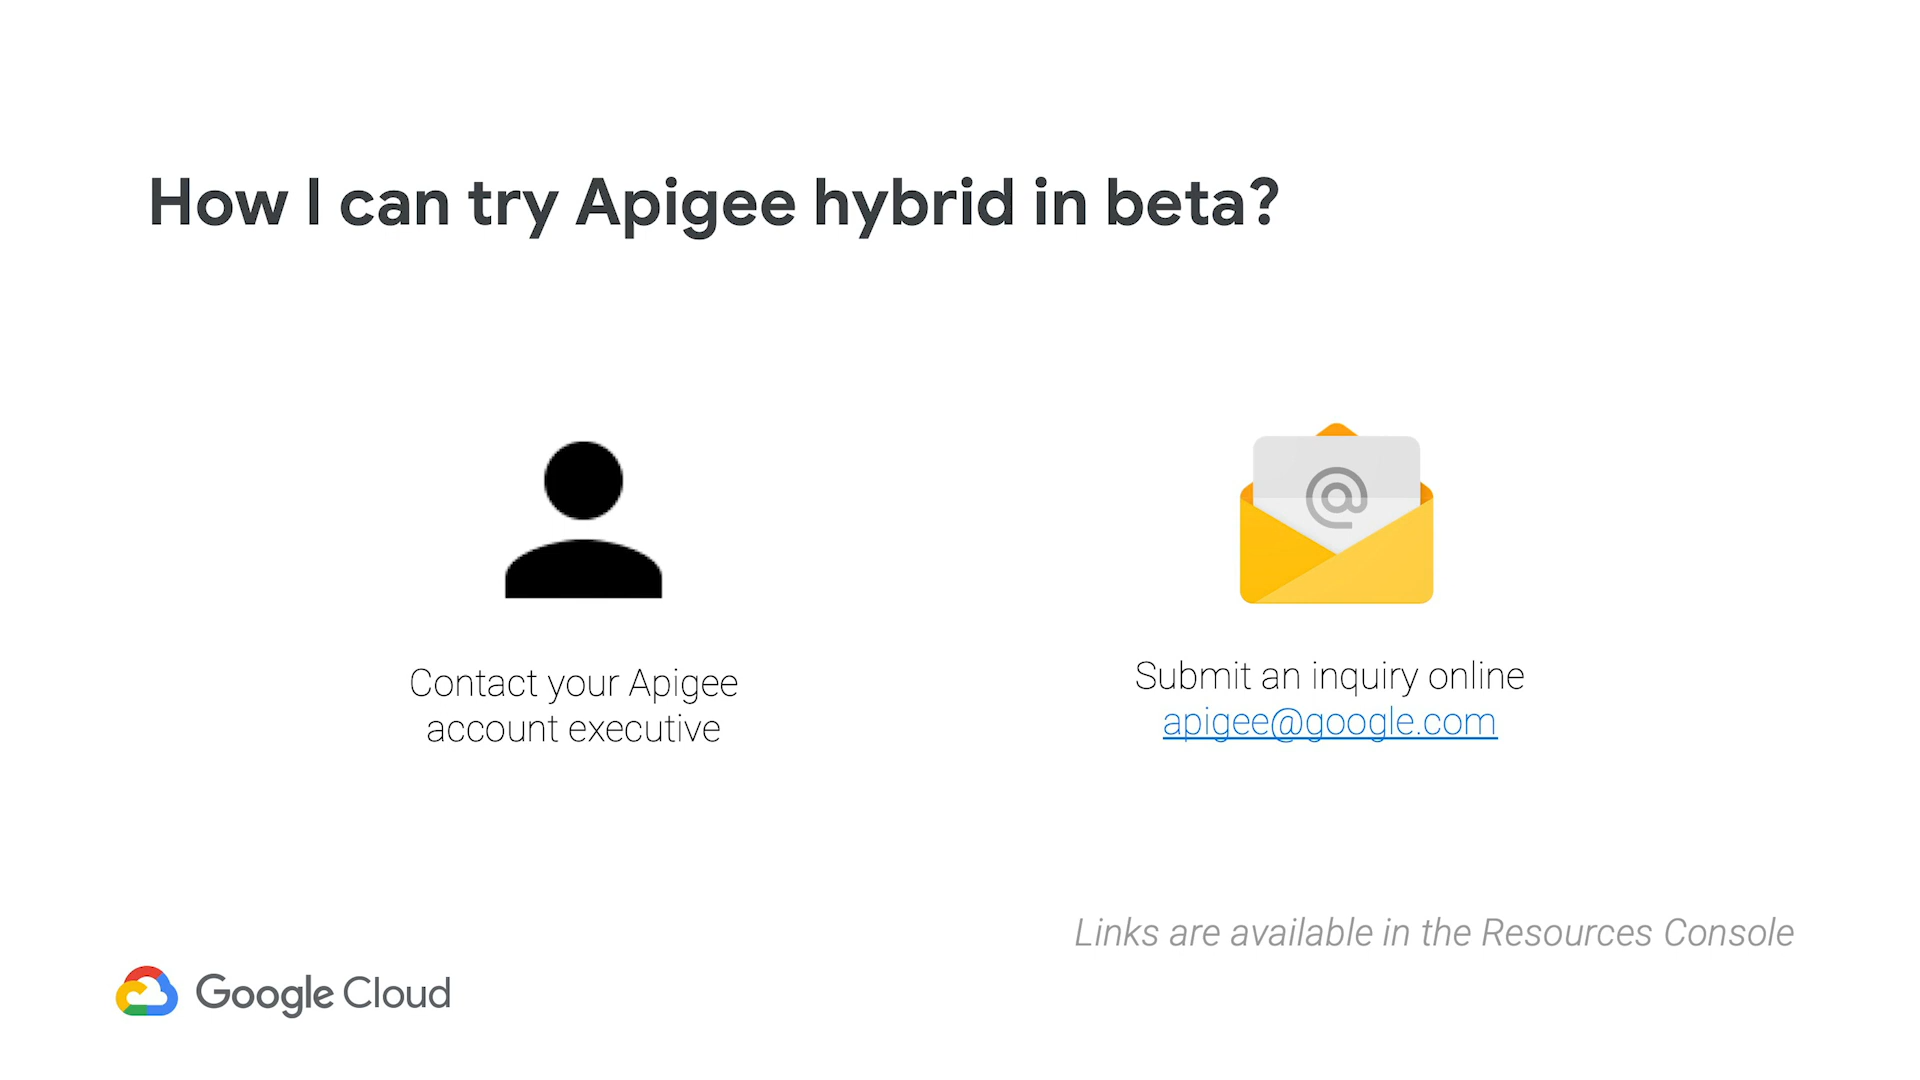 How I can try Apigee hybrid in beta?
@
Contact your Apigee
account executive
Submit an inquiry online
apigee@google.com
Links are available in the Resources Console
Google Cloud